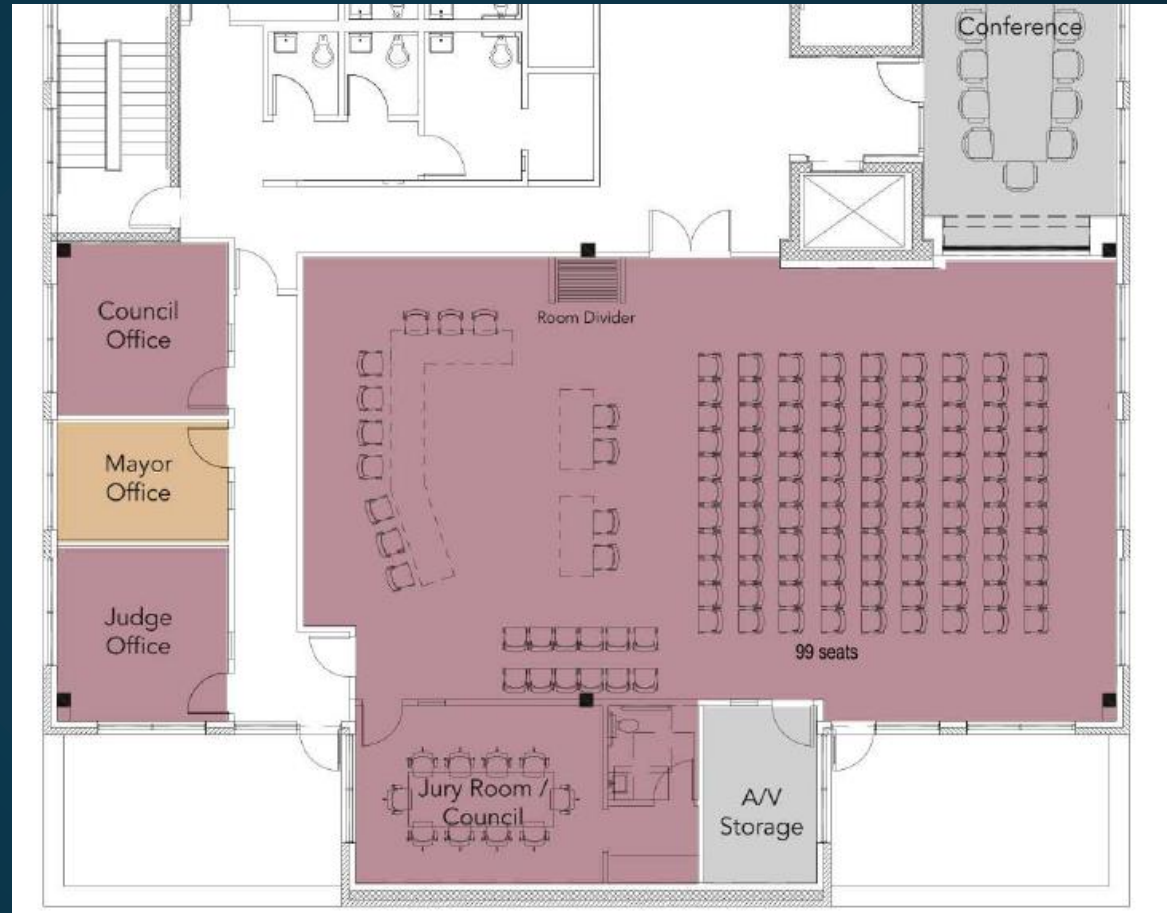 Conference
Council
Office
Room Divider
Mayor
Office
Judge
Office
99 seats
Jury Room /
Council
A/V
Storage